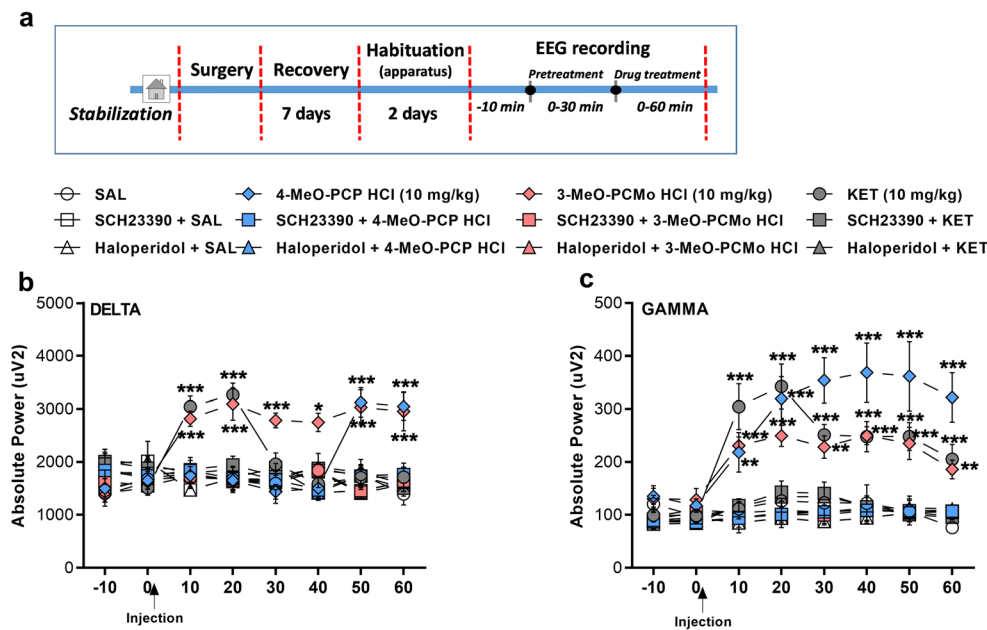 a
Surgery
Recovery
Habituation
(apparatus)
EEG recording
Pretreatment
Drug treatment
Stabilization
7 days
2 days
-10 min
0-30 min
0-60 min
SAL
4-MeO-PCP HCl (10 mg/kg)
3-MeO-PCMo HCl (10 mg/kg)
KET (10 mg/kg)
SCH23390 + SAL
SCH23390 + 4-MeO-PCP HCl
SCH23390 + 3-MeO-PCMo HCl
SCH23390 + KET
Haloperidol + SAL
Haloperidol + 4-MeO-PCP HCl
Haloperidol + 3-MeO-PCMo HCl
Haloperidol + KET
b
DELTA
Absolute Power (uV2)
5000
4000
3000
2000
1000
0
*** *** *** * *** ***
*** *** *** ***
-10 0 10 20 30 40 50 60
Injection
c
GAMMA
Absolute Power (uV2)
500
400
300
200
100
0
*** *** *** *** *** ***
*** *** *** *** *** *** ***
*** ** ** **
-10 0 10 20 30 40 50 60
Injection